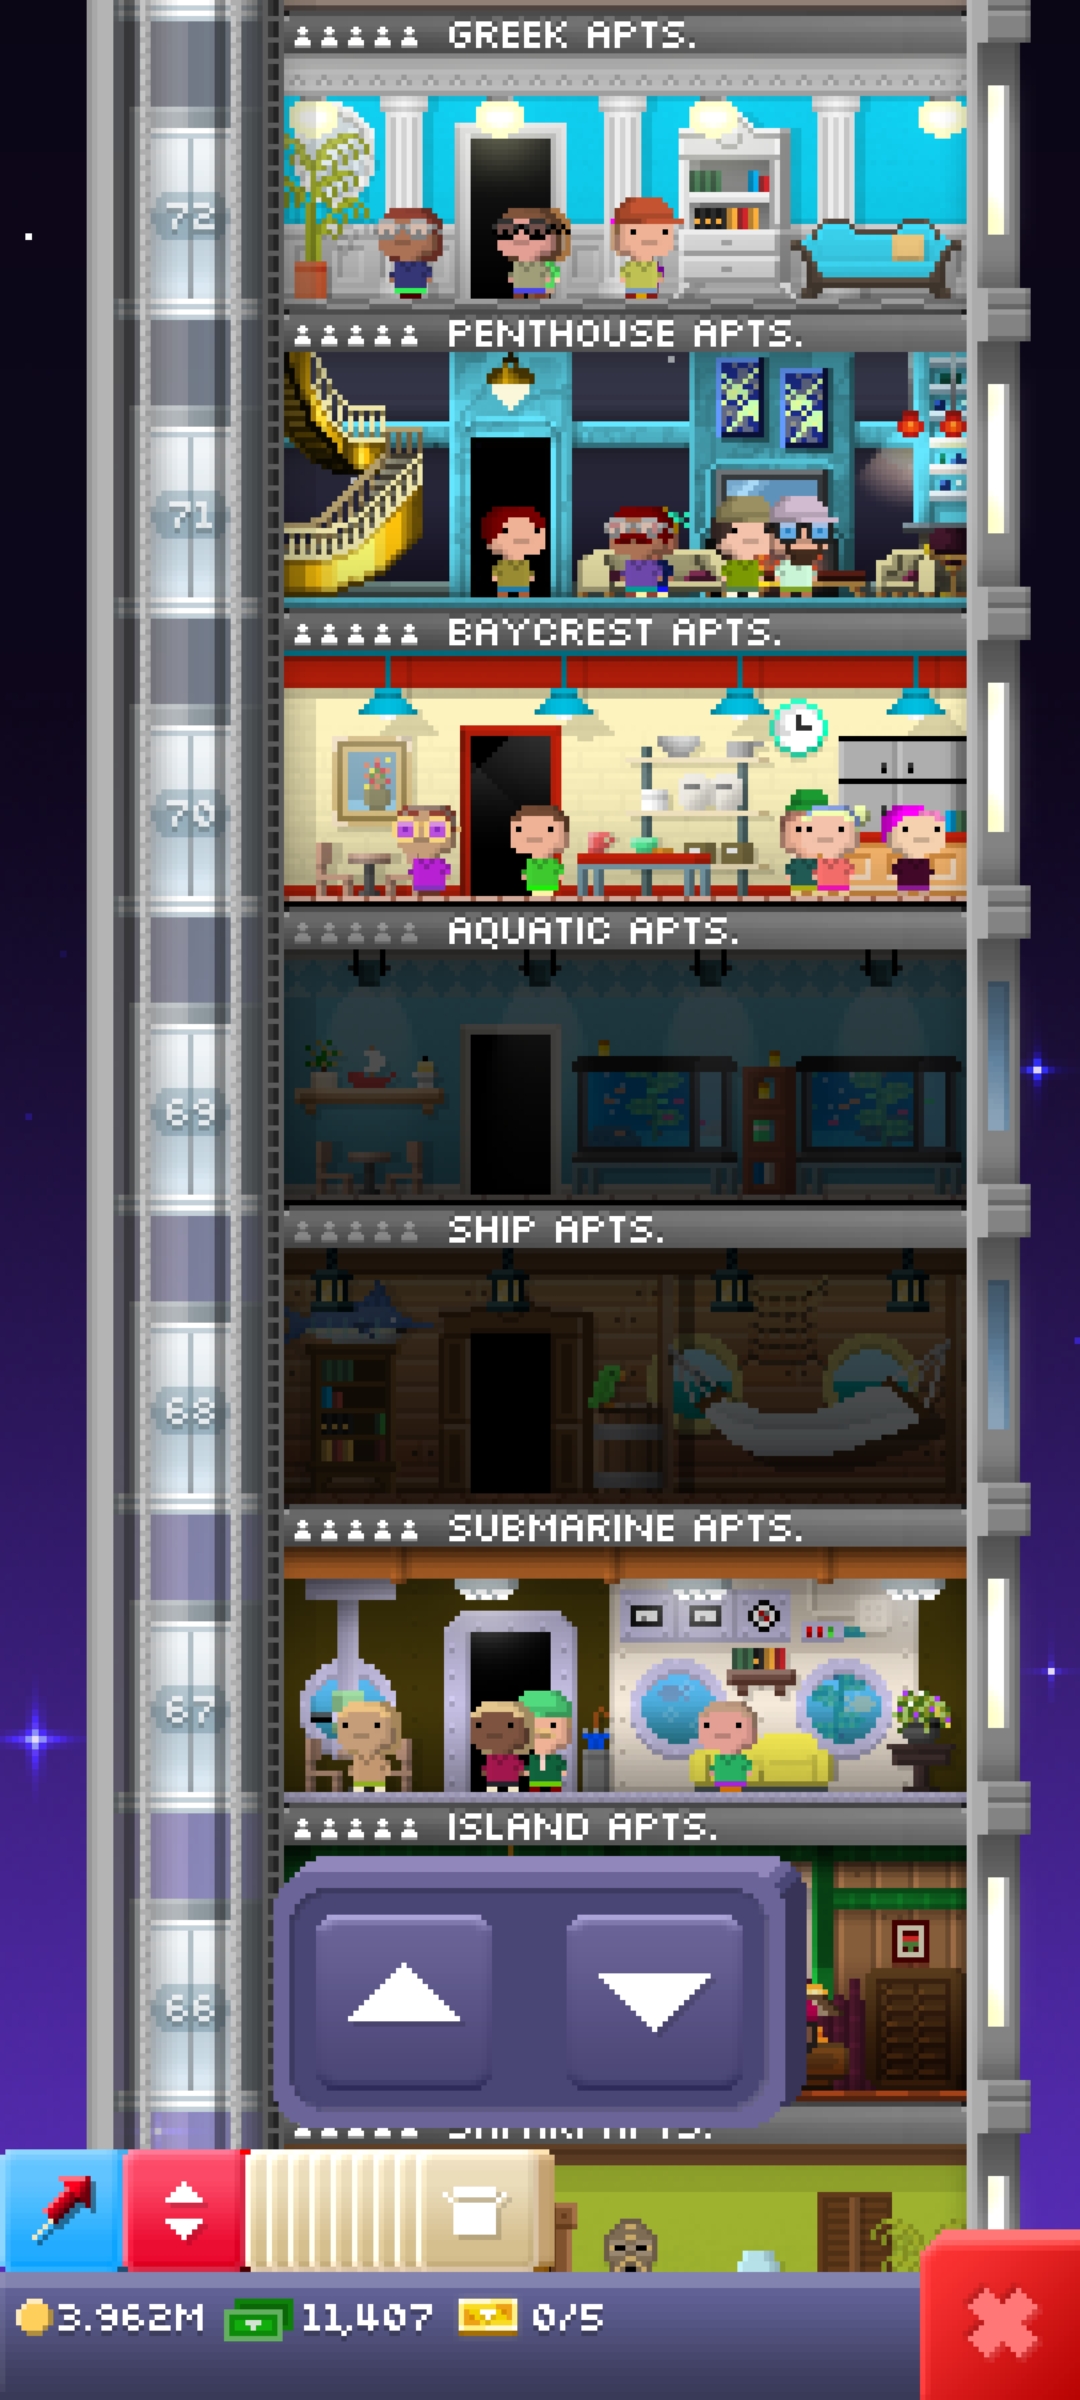 GREEK APTS.
72
PENTHOUSE APTS.
71
BAYCREST APTS.
70
AQUATIC APTS.
69
SHIP APTS.
68
SUBMARINE APTS.
67
ISLAND APTS.
66
3.962M 11,407 0/5